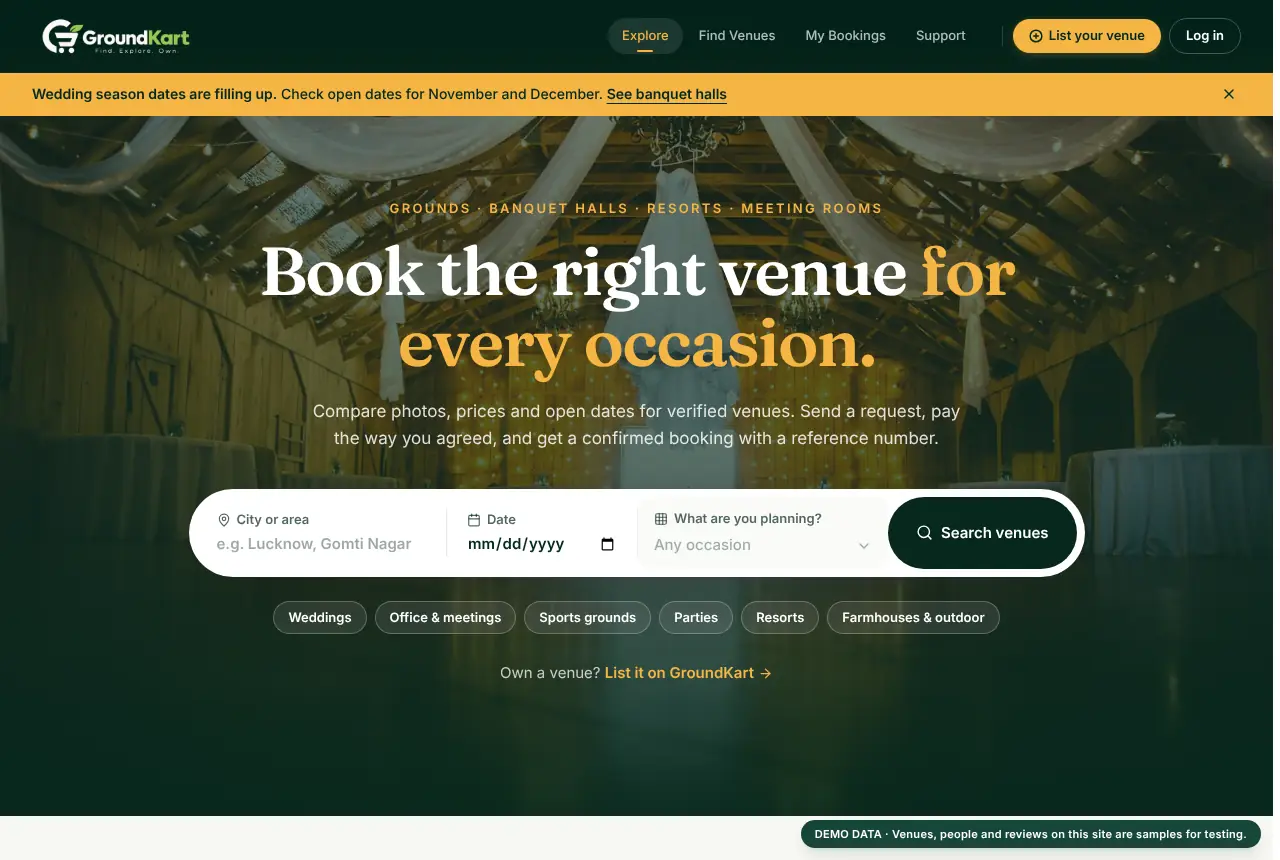 GroundKart
Find. Explore. Own.
Explore
Find Venues
My Bookings
Support
List your venue
Log in
Wedding season dates are filling up. Check open dates for November and December. See banquet halls
GROUNDS · BANQUET HALLS · RESORTS · MEETING ROOMS
Book the right venue for
every occasion.
Compare photos, prices and open dates for verified venues. Send a request, pay
the way you agreed, and get a confirmed booking with a reference number.
City or area
e.g. Lucknow, Gomti Nagar
Date
mm/dd/yyyy
What are you planning?
Any occasion
Search venues
Weddings
Office & meetings
Sports grounds
Parties
Resorts
Farmhouses & outdoor
Own a venue? List it on GroundKart →
DEMO DATA · Venues, people and reviews on this site are samples for testing.